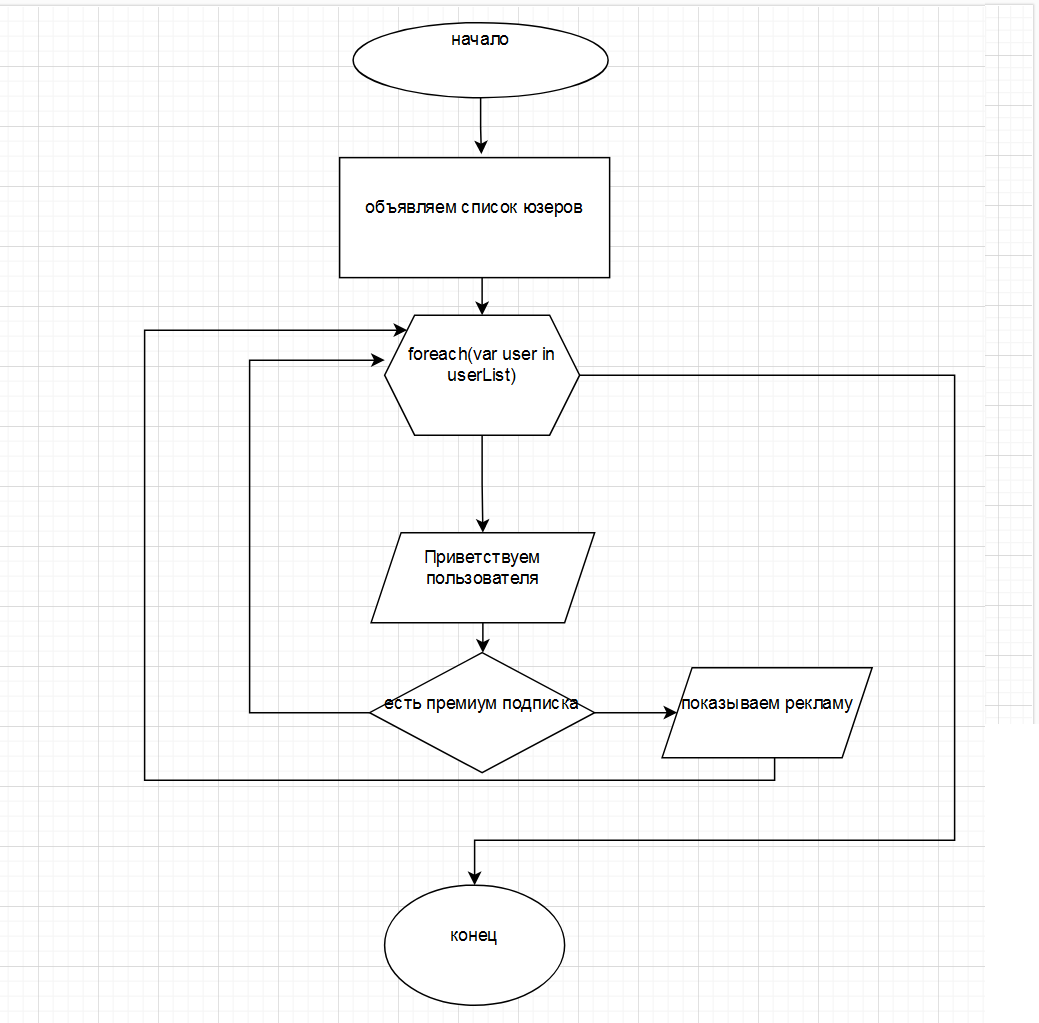 начало
объявляем список юзеров
foreach(var user in
userList)
Приветствуем
пользователя
есть премиум подписка
показываем рекламу
конец